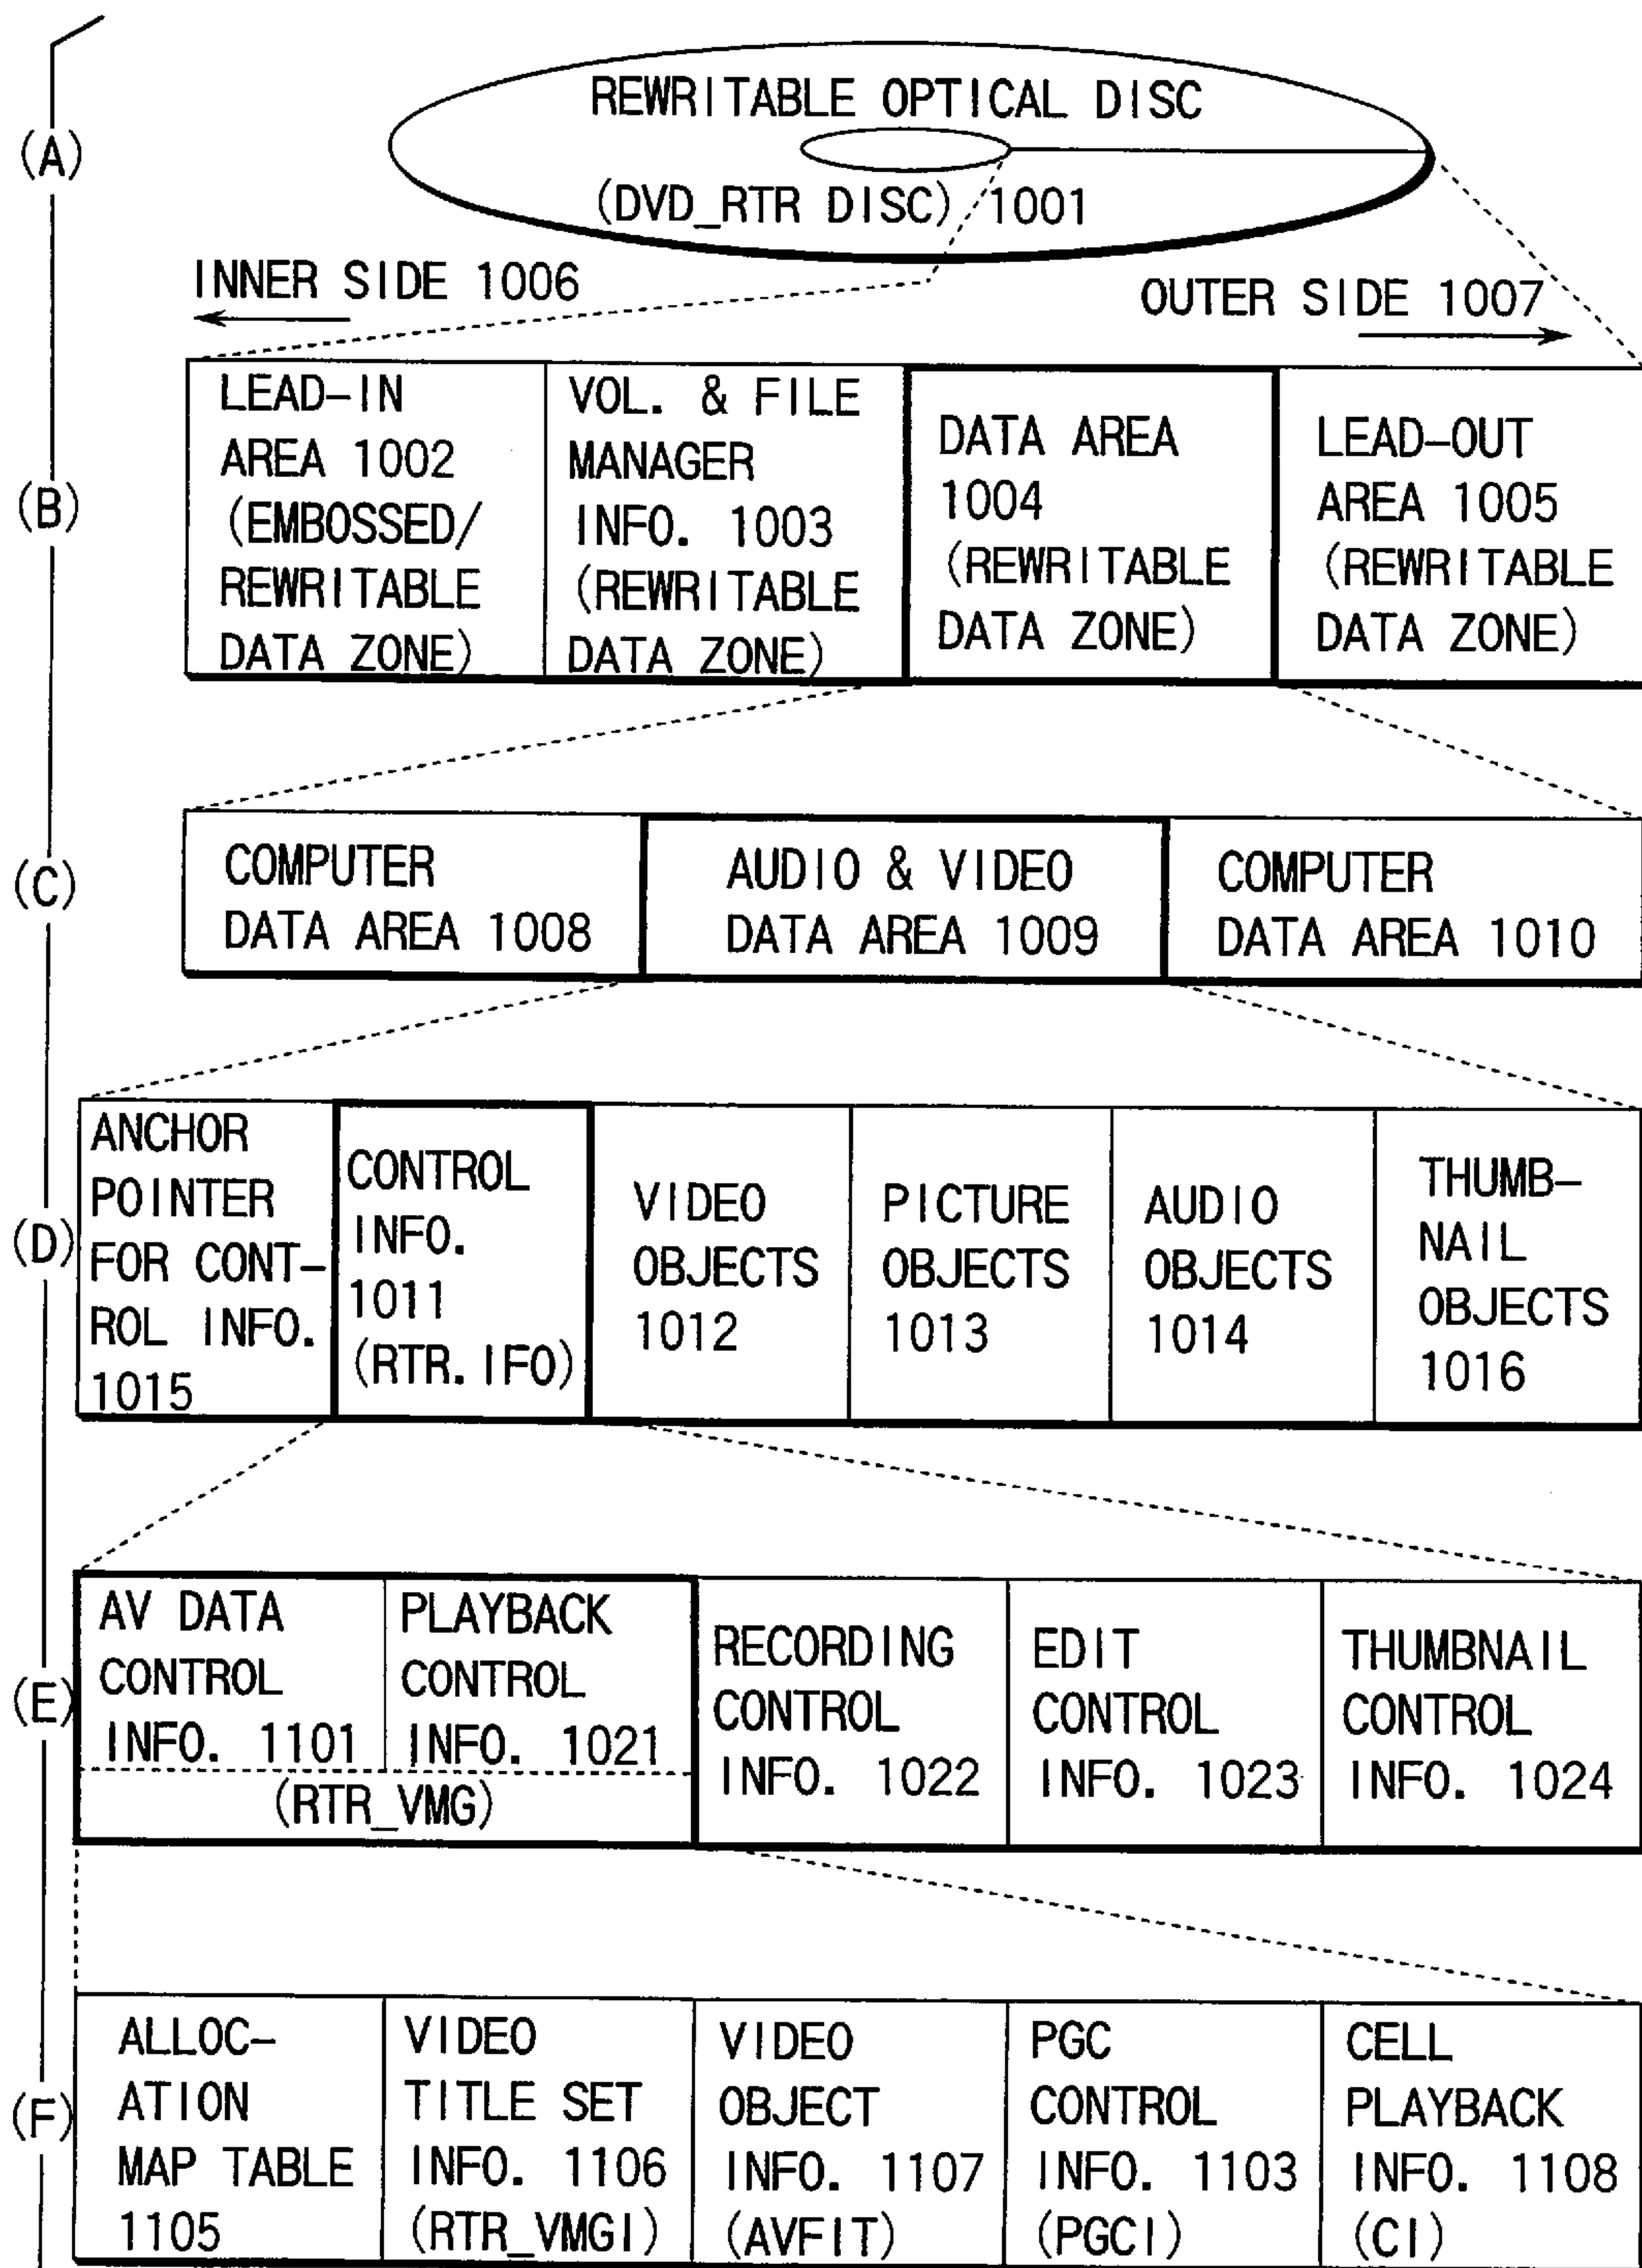 (A)
REWRITABLE OPTICAL DISC
(DVD_RTR DISC) 1001
INNER SIDE 1006
OUTER SIDE 1007
(B)
LEAD-IN
AREA 1002
(EMBOSSED/
REWRITABLE
DATA ZONE)
VOL. & FILE
MANAGER
INFO. 1003
(REWRITABLE
DATA ZONE)
DATA AREA
1004
(REWRITABLE
DATA ZONE)
LEAD-OUT
AREA 1005
(REWRITABLE
DATA ZONE)
(C)
COMPUTER
DATA AREA 1008
AUDIO & VIDEO
DATA AREA 1009
COMPUTER
DATA AREA 1010
(D)
ANCHOR
POINTER
FOR CONT-
ROL INFO.
1015
CONTROL
INFO.
1011
(RTR.IFO)
VIDEO
OBJECTS
1012
PICTURE
OBJECTS
1013
AUDIO
OBJECTS
1014
THUMB-
NAIL
OBJECTS
1016
(E)
AV DATA
CONTROL
INFO. 1101
PLAYBACK
CONTROL
INFO. 1021
(RTR_VMG)
RECORDING
CONTROL
INFO. 1022
EDIT
CONTROL
INFO. 1023
THUMBNAIL
CONTROL
INFO. 1024
(F)
ALLOC-
ATION
MAP TABLE
1105
VIDEO
TITLE SET
INFO. 1106
(RTR_VMGI)
VIDEO
OBJECT
INFO. 1107
(AVFIT)
PGC
CONTROL
INFO. 1103
(PGCI)
CELL
PLAYBACK
INFO. 1108
(CI)